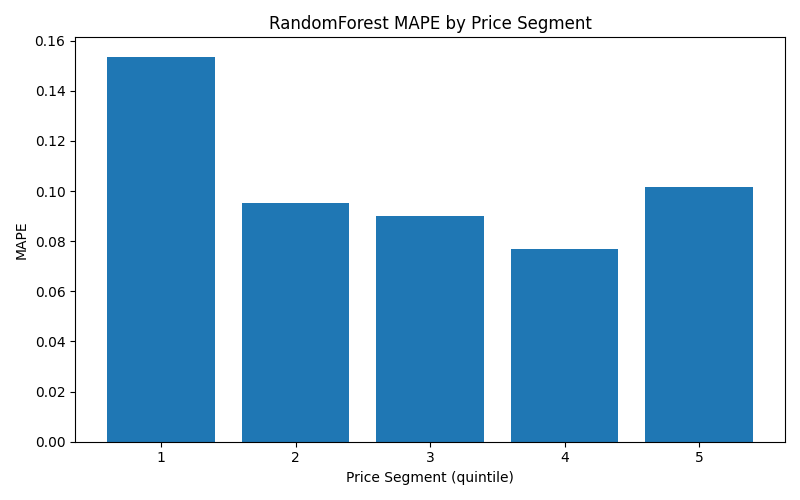 RandomForest MAPE by Price Segment
0.16
0.14
0.12
0.10
0.08
0.06
0.04
0.02
0.00
MAPE
1 2 3 4 5
Price Segment (quintile)